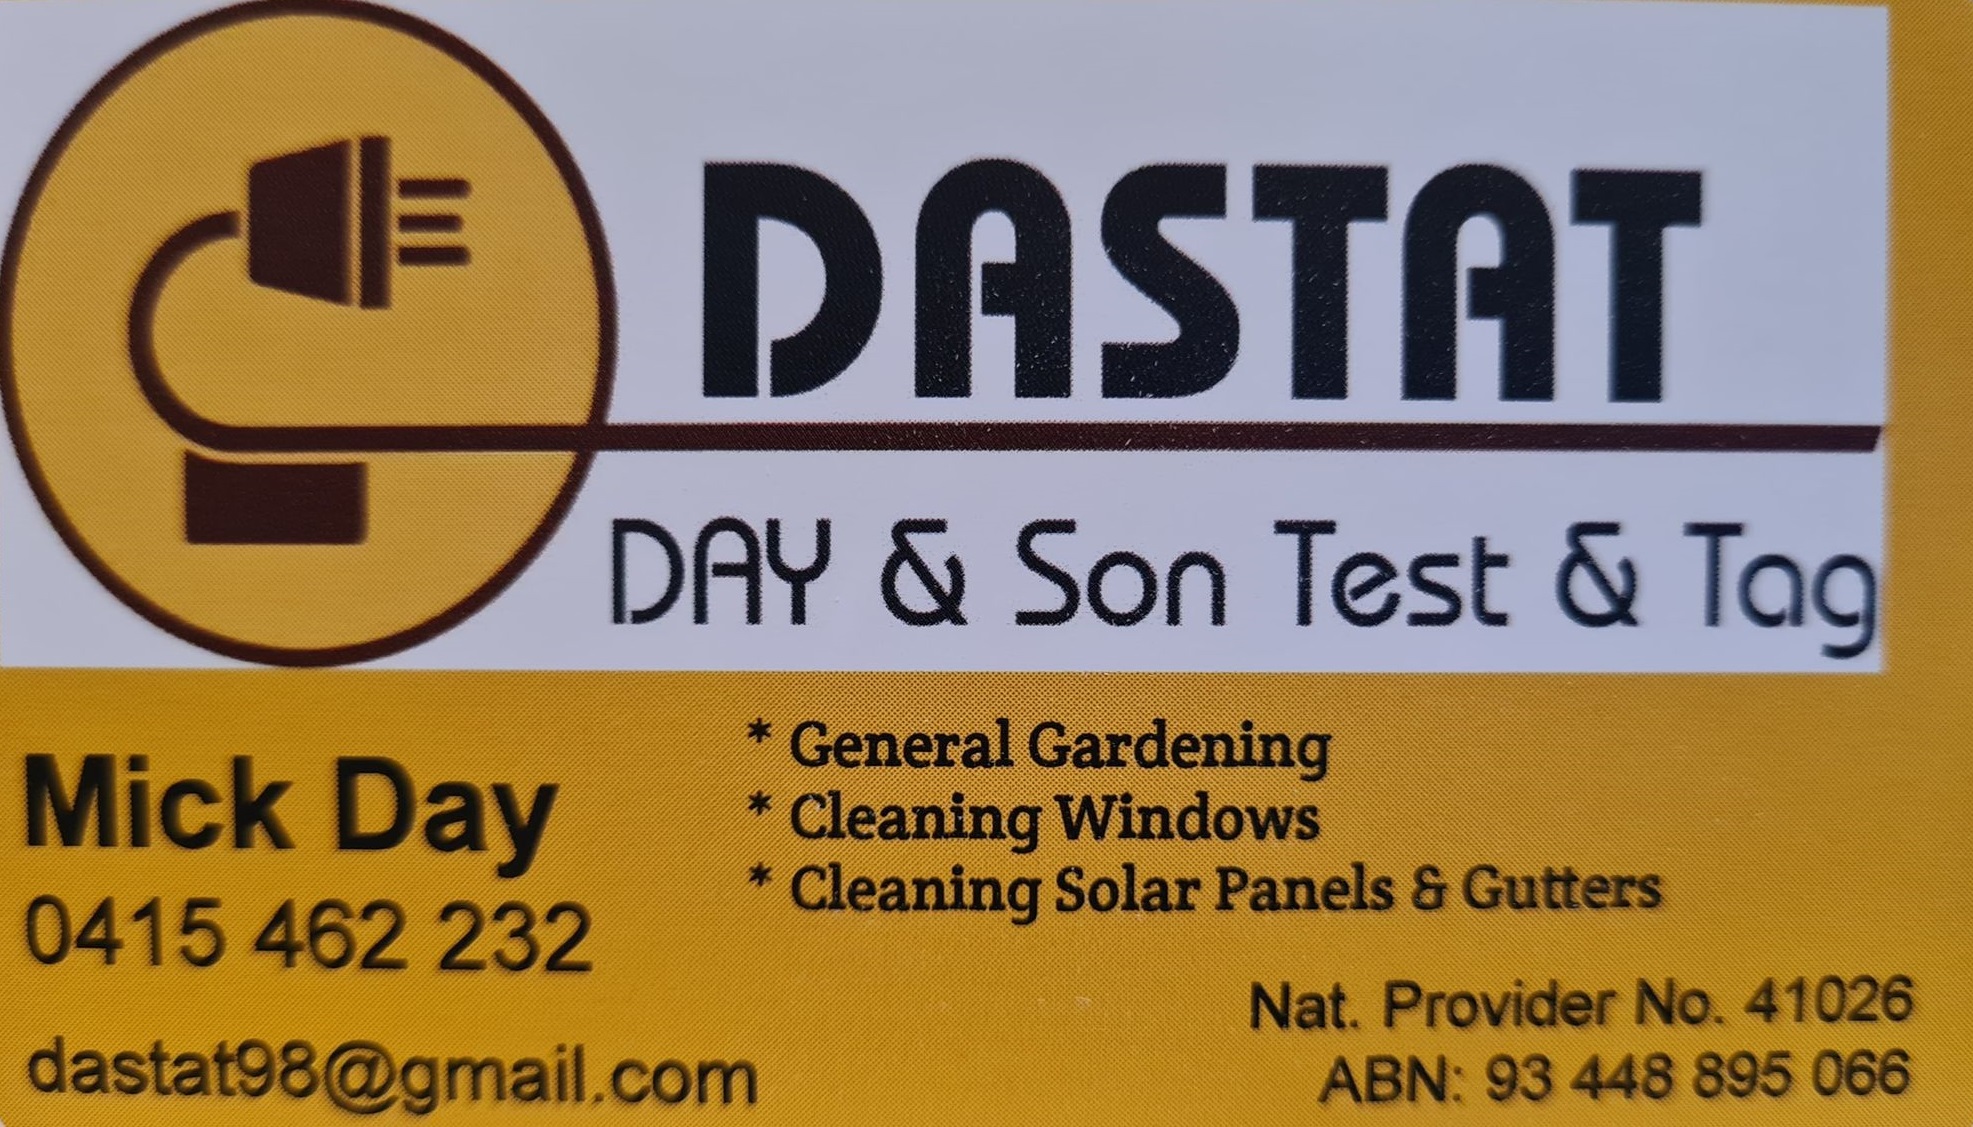 DASTAT
DAY & Son Test & Tag
Mick Day
0415 462 232
dastat98@gmail.com
* General Gardening
* Cleaning Windows
* Cleaning Solar Panels & Gutters
Nat. Provider No. 41026
ABN: 93 448 895 066